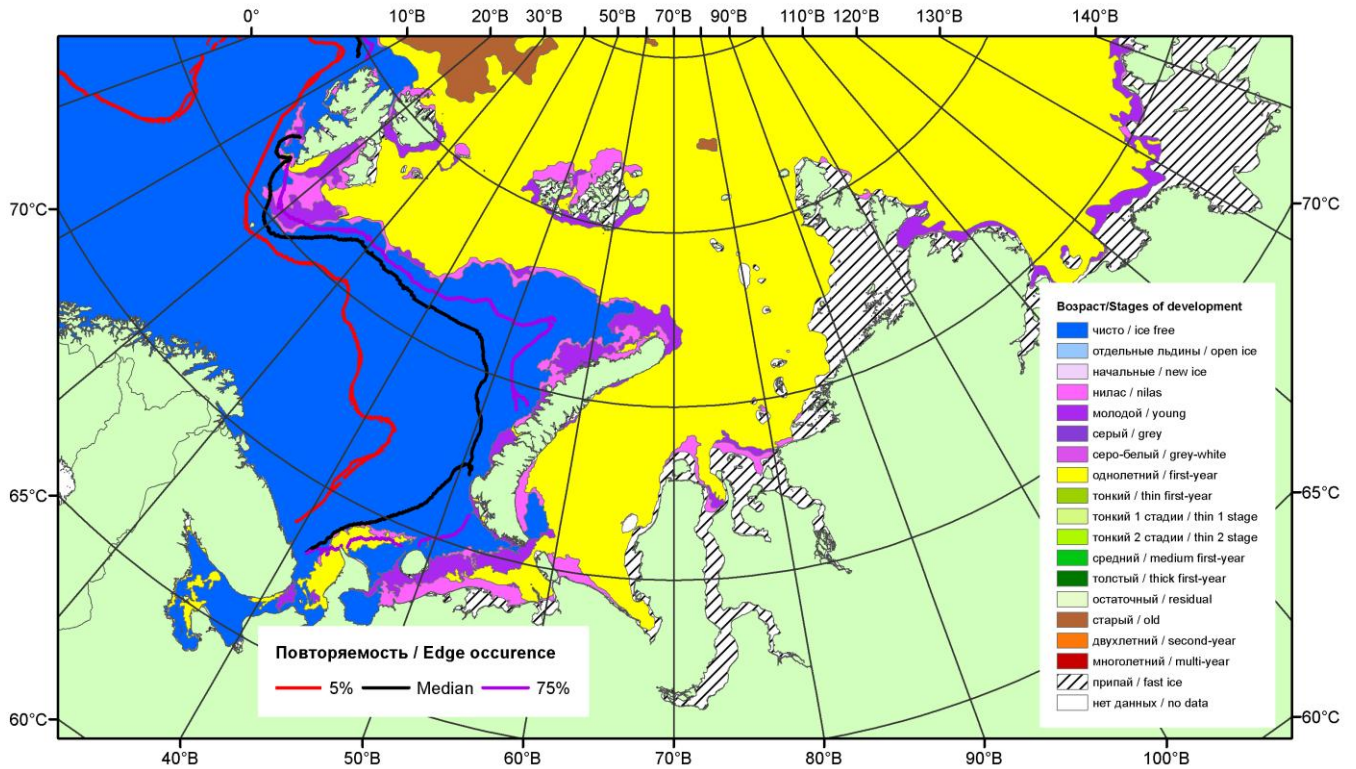 0° 10°В 20°В 30°В 50°В 70°В 90°В 110°В 120°В 130°В 140°В
70°С 70°С
65°С 65°С
60°С 60°С
Возраст/Stages of development
чисто / ice free
отдельные льдины / open ice
начальные / new ice
нилас / nilas
молодой / young
серый / grey
серо-белый / grey-white
однолетний / first-year
тонкий / thin first-year
тонкий 1 стадии / thin 1 stage
тонкий 2 стадии / thin 2 stage
средний / medium first-year
толстый / thick first-year
остаточный / residual
старый / old
двухлетний / second-year
многолетний / multi-year
припай / fast ice
нет данных / no data
Повторяемость / Edge occurence
5% Median 75%
40°В 50°В 60°В 70°В 80°В 90°В 100°В